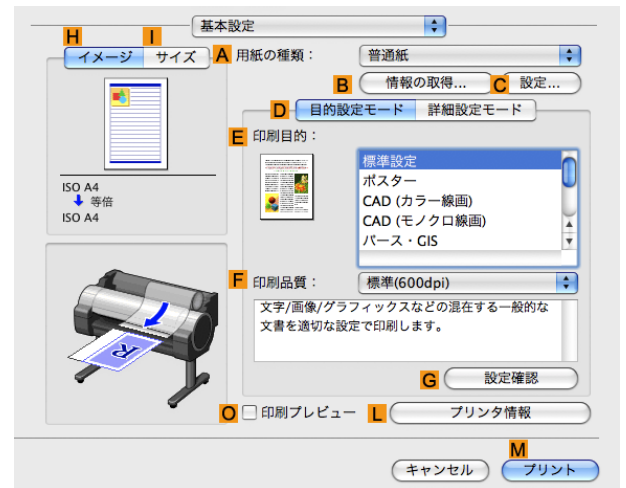 基本設定
H I
イメージ サイズ
A 用紙の種類： 普通紙
B 情報の取得... C 設定...
D 目的設定モード 詳細設定モード
E 印刷目的：
標準設定
ポスター
CAD (カラー線画)
CAD (モノクロ線画)
パース・GIS
ISO A4
等倍
ISO A4
F 印刷品質： 標準(600dpi)
文字/画像/グラフィックスなどの混在する一般的な
文書を適切な設定で印刷します。
R
G 設定確認
O 印刷プレビュー L プリンタ情報
M
キャンセル プリント